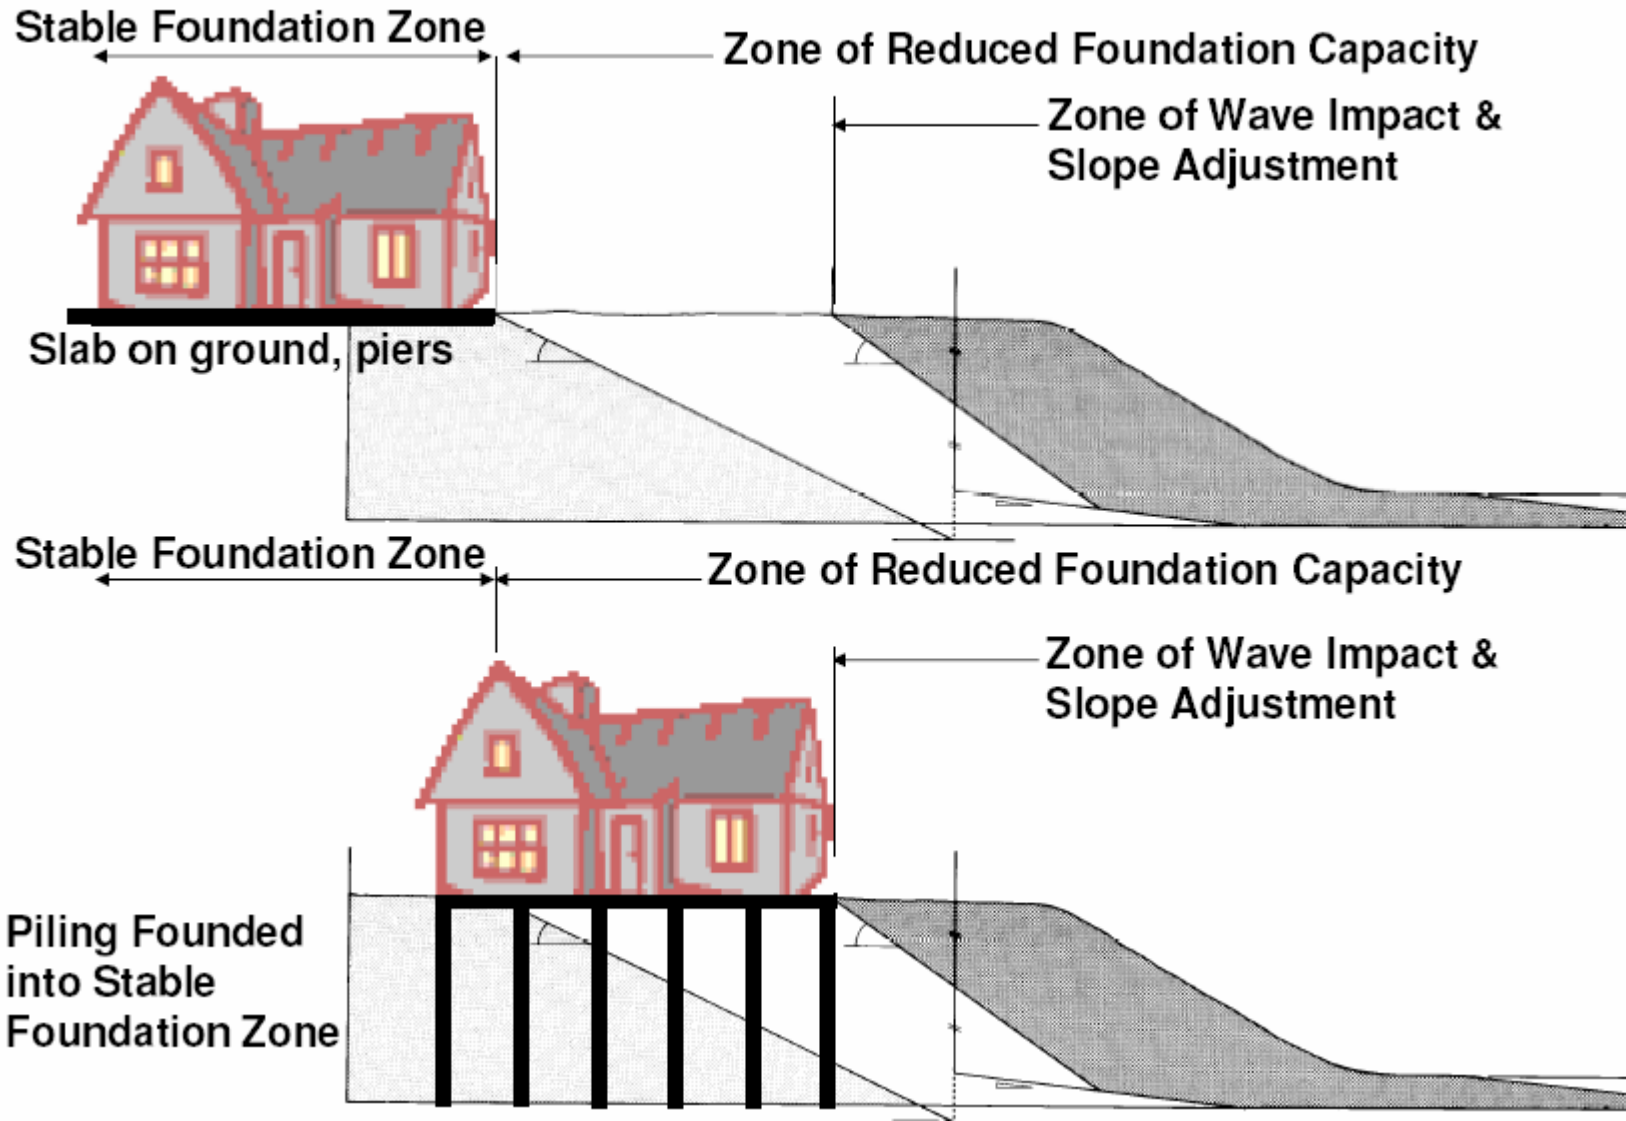 Stable Foundation Zone
Zone of Reduced Foundation Capacity
Zone of Wave Impact &
Slope Adjustment
Slab on ground, piers
Stable Foundation Zone
Zone of Reduced Foundation Capacity
Zone of Wave Impact &
Slope Adjustment
Piling Founded
into Stable
Foundation Zone